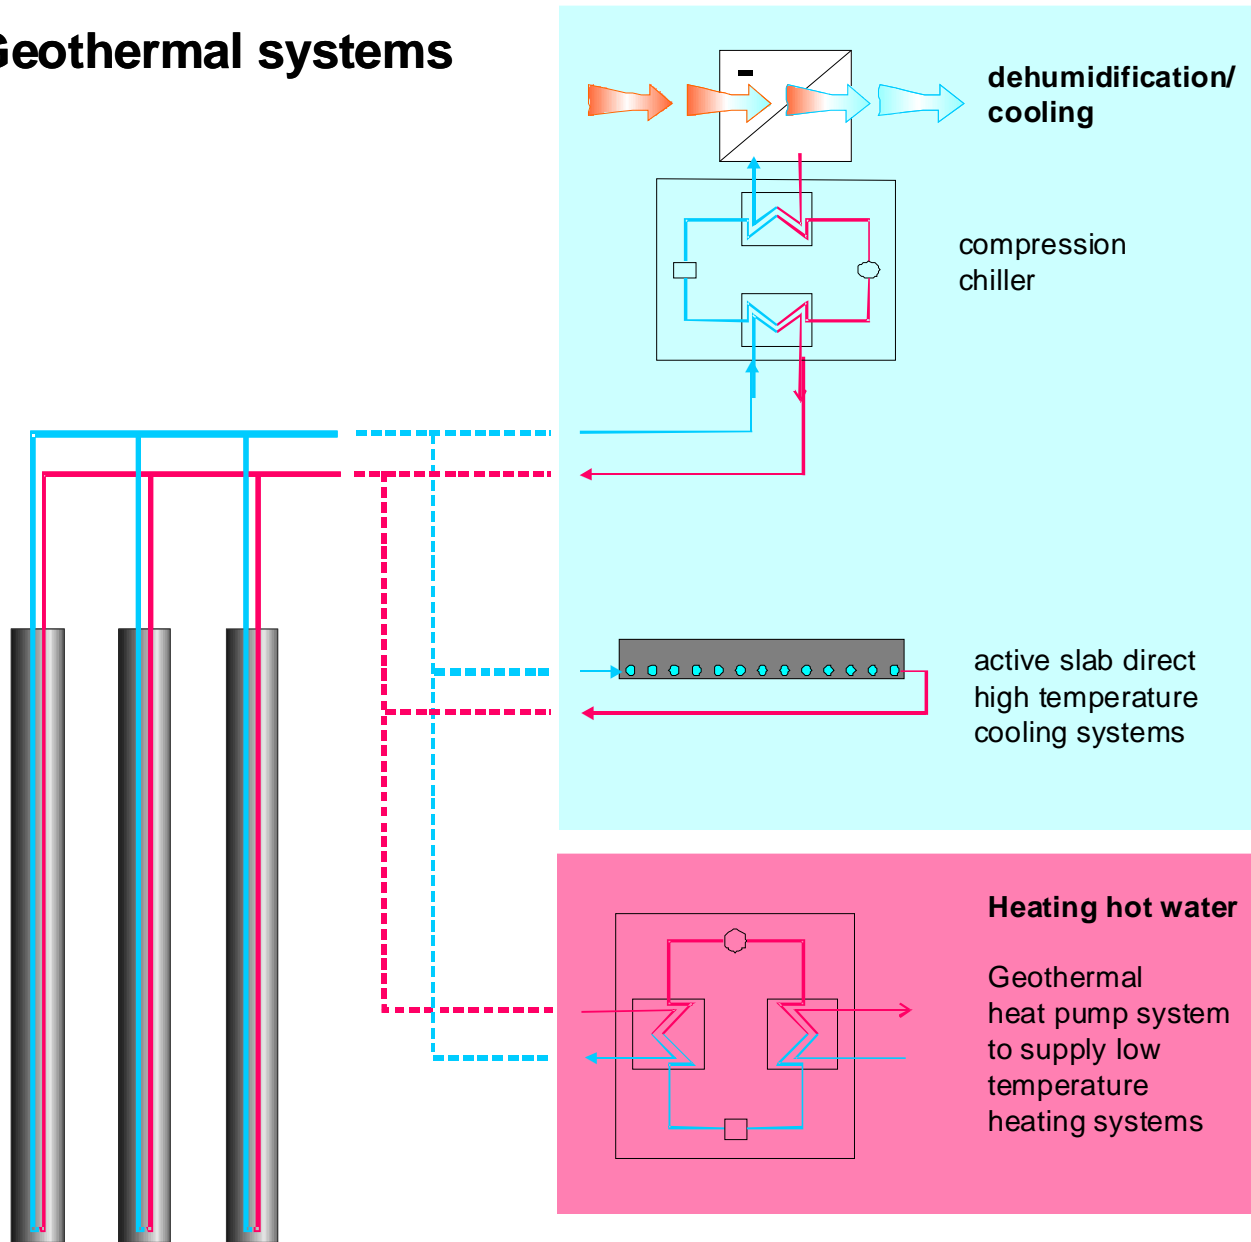 Geothermal systems
dehumidification/
cooling
compression
chiller
active slab direct
high temperature
cooling systems
Heating hot water
Geothermal
heat pump system
to supply low
temperature
heating systems